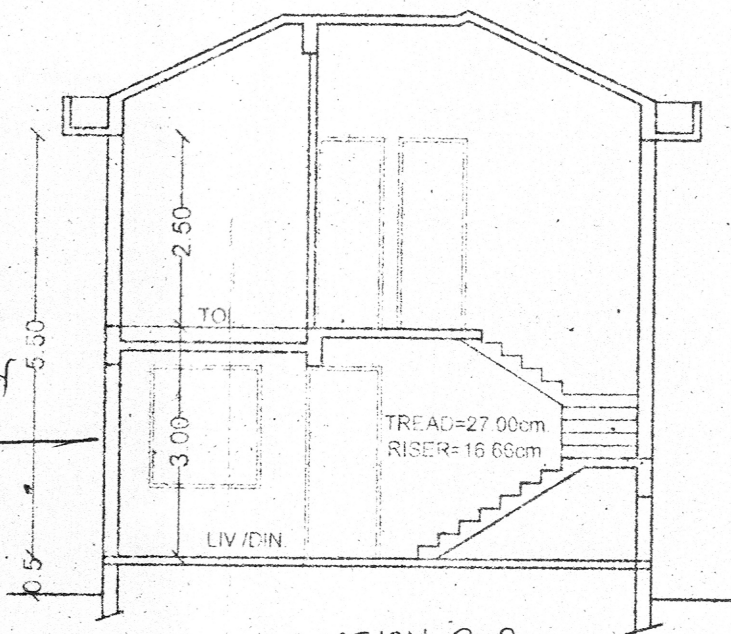 2.50
5.50
TOI
TREAD=27.00cm.
RISER=16.66cm
3.00
LIV /DIN
0.5